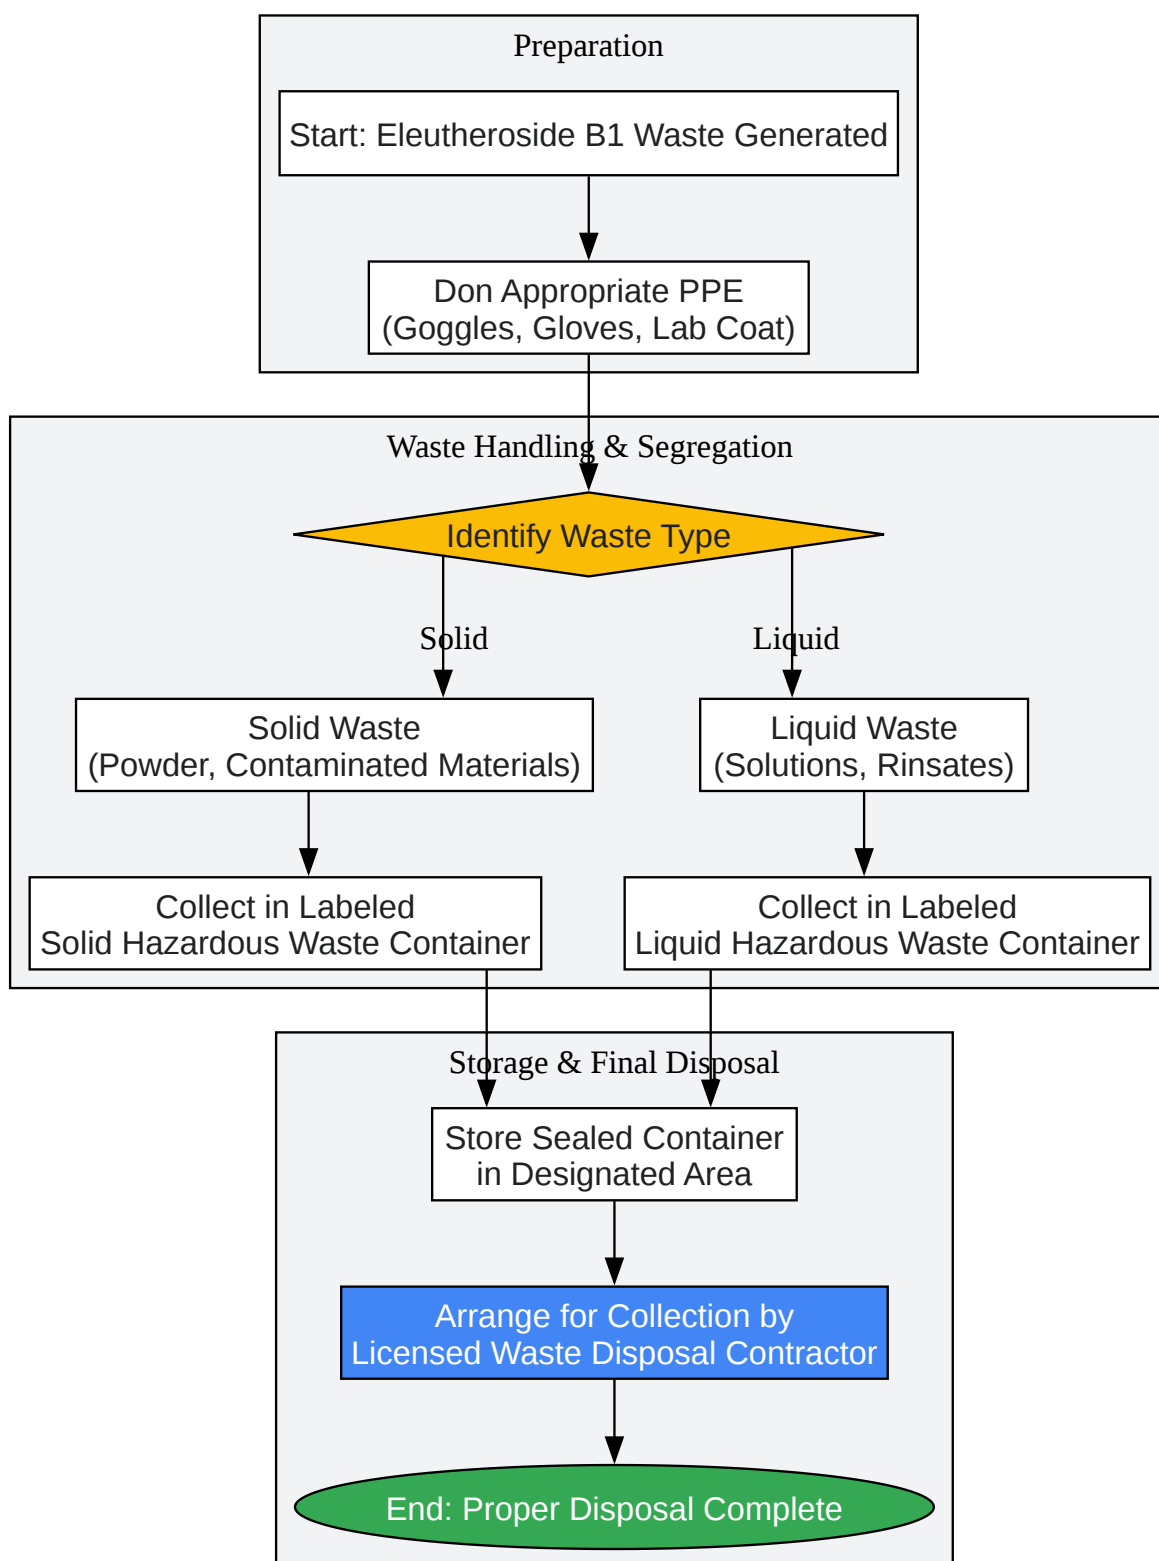 Preparation
Start: Eleutheroside B1 Waste Generated
Don Appropriate PPE
(Goggles, Gloves, Lab Coat)
Waste Handling & Segregation
Identify Waste Type
Solid
Liquid
Solid Waste
(Powder, Contaminated Materials)
Liquid Waste
(Solutions, Rinsates)
Collect in Labeled
Solid Hazardous Waste Container
Collect in Labeled
Liquid Hazardous Waste Container
Storage & Final Disposal
Store Sealed Container
in Designated Area
Arrange for Collection by
Licensed Waste Disposal Contractor
End: Proper Disposal Complete